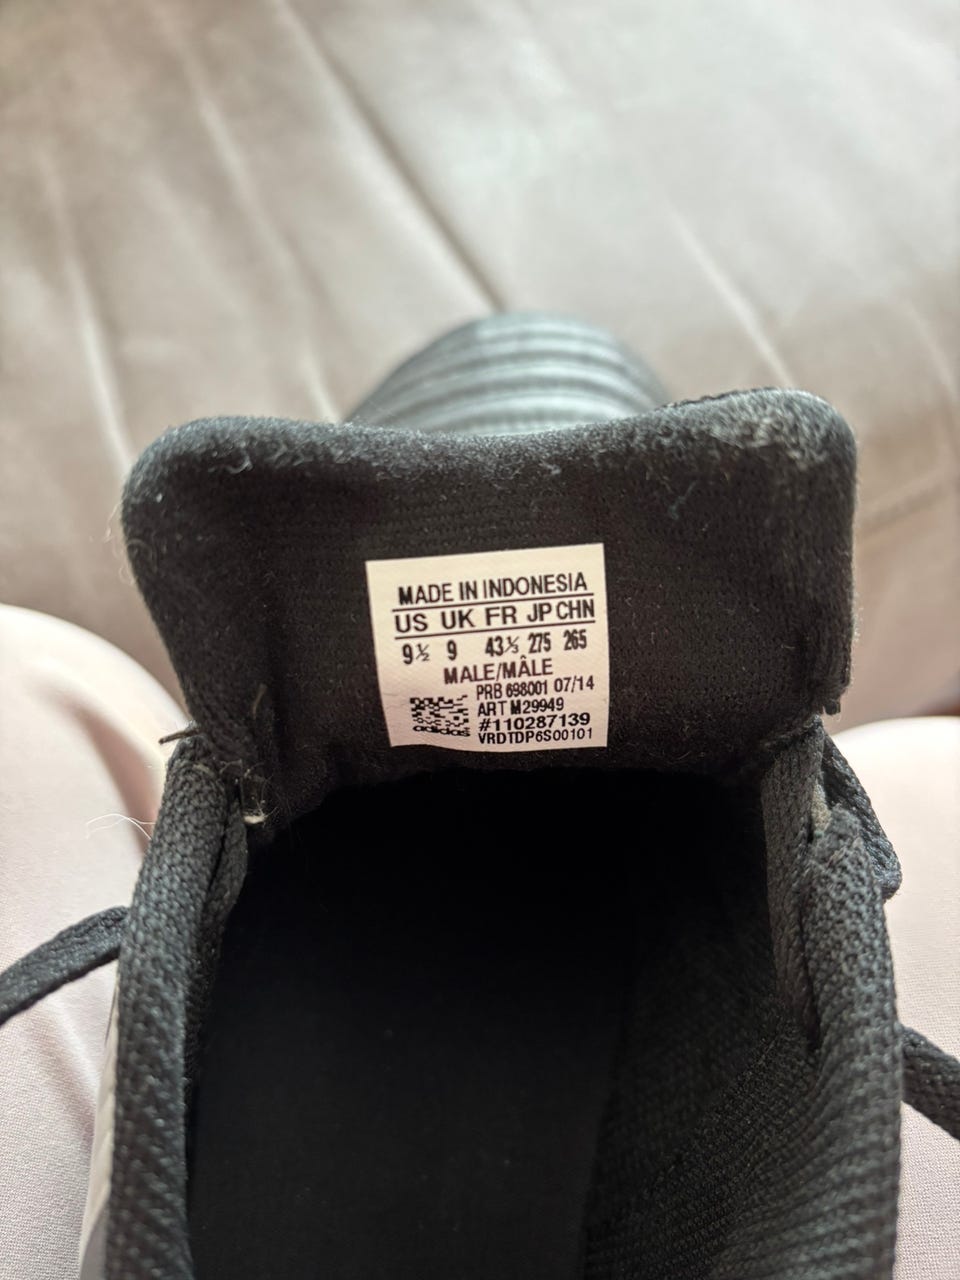 MADE IN INDONESIA
US UK FR JP CHN
9½ 9 43⅓ 275 265
MALE/MÂLE
PRB 698001 07/14
ART M29949
#110287139
adidas VRDTDP6S00101